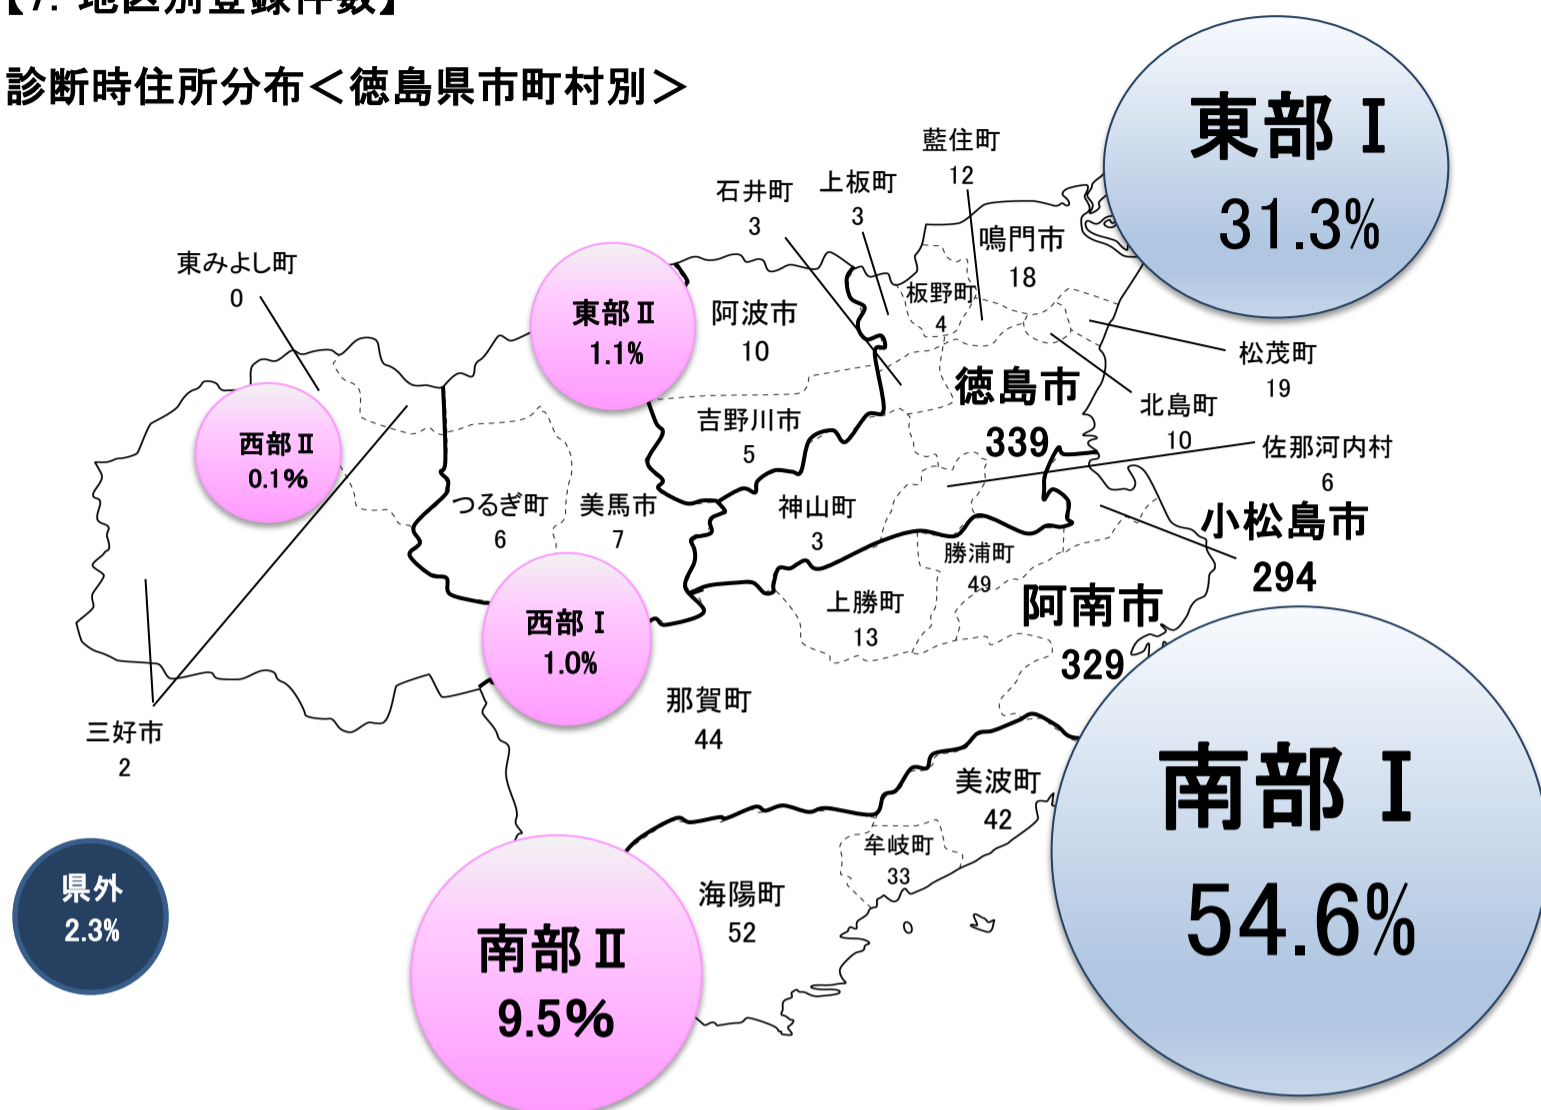 【7. 地区別登録件数】
診断時住所分布＜徳島県市町村別＞
東部Ⅰ
31.3%
藍住町
12
上板町
3
石井町
3
鳴門市
18
板野町
4
東みよし町
0
東部Ⅱ
1.1%
阿波市
10
松茂町
19
北島町
10
徳島市
339
吉野川市
5
佐那河内村
6
西部Ⅱ
0.1%
つるぎ町
6
美馬市
7
神山町
3
小松島市
294
勝浦町
49
上勝町
13
阿南市
329
西部Ⅰ
1.0%
那賀町
44
三好市
2
美波町
42
牟岐町
33
海陽町
52
南部Ⅰ
54.6%
県外
2.3%
南部Ⅱ
9.5%